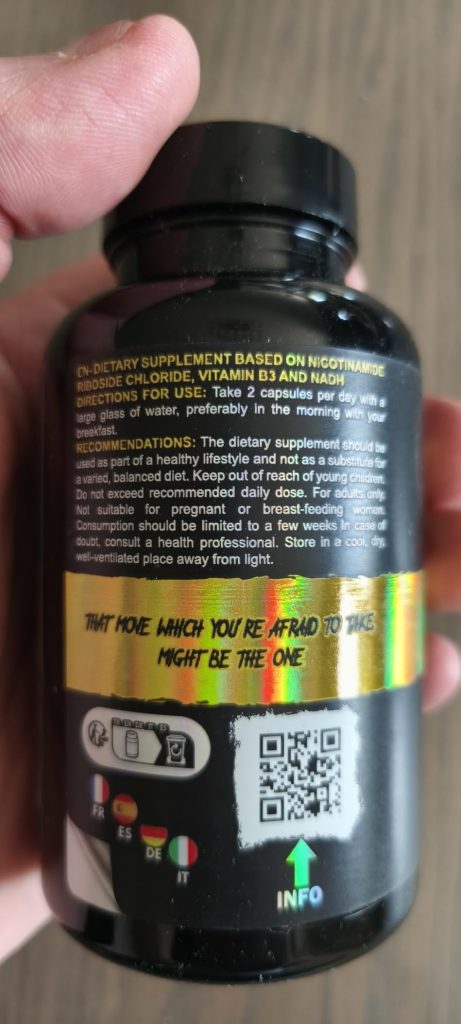 EN-DIETARY SUPPLEMENT BASED ON NICOTINAMIDE
RIBOSIDE CHLORIDE, VITAMIN B3 AND NADH
DIRECTIONS FOR USE: Take 2 capsules per day with a
large glass of water, preferably in the morning with your
breakfast.
RECOMMENDATIONS: The dietary supplement should be
used as part of a healthy lifestyle and not as a substitute for
a varied, balanced diet. Keep out of reach of young children.
Do not exceed recommended daily dose. For adults only.
Not suitable for pregnant or breast-feeding women.
Consumption should be limited to a few weeks In case of
doubt, consult a health professional. Store in a cool, dry,
well-ventilated place away from light.
THAT MOVE WHICH YOU'RE AFRAID TO TAKE
MIGHT BE THE ONE
FR
ES
DE
IT
INFO